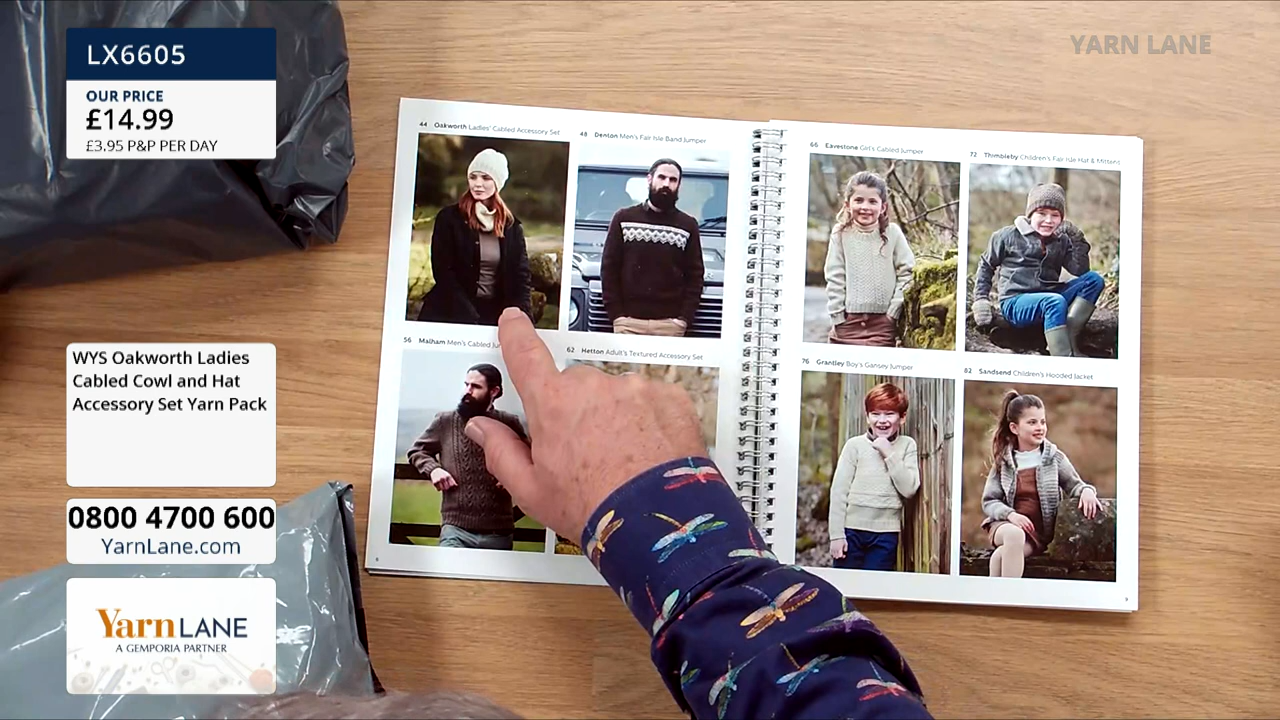 LX6605
OUR PRICE
£14.99
£3.95 P&P PER DAY
WYS Oakworth Ladies
Cabled Cowl and Hat
Accessory Set Yarn Pack
0800 4700 600
YarnLane.com
Yarn LANE
A GEMPORIA PARTNER
YARN LANE
44 Oakworth Ladies' Cabled Accessory Set
48 Denton Men's Fair Isle Band Jumper
56 Malham Men's Cabled
62 Hetton Adult's Textured Accessory Set
66 Eavestone Girl's Cabled Jumper
72 Thimbleby Children's Fair Isle Hat & Mittens
76 Grantley Boy's Gansey Jumper
82 Sandsend Children's Hooded Jacket